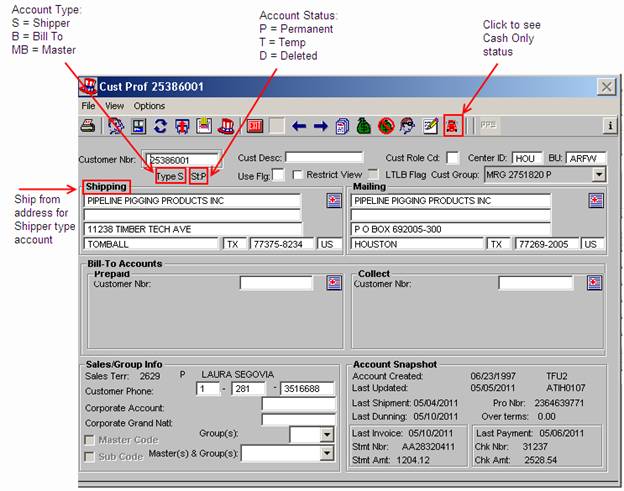 Account Type:
S = Shipper
B = Bill To
MB = Master
Account Status:
P = Permanent
T = Temp
D = Deleted
Click to see
Cash Only
status
Cust Prof 25386001
File View Options
EXIT
PPE
i
Customer Nbr: 25386001 Cust Desc: Cust Role Cd: Center ID: HOU BU: ARFW
Type S St:P Use Flg: Restrict View LTLB Flag Cust Group: MRG 2751820 P
Ship from
address for
Shipper type
account
Shipping
PIPELINE PIGGING PRODUCTS INC
11238 TIMBER TECH AVE
TOMBALL TX 77375-8234 US
Mailing
PIPELINE PIGGING PRODUCTS INC
P O BOX 692005-300
HOUSTON TX 77269-2005 US
Bill-To Accounts
Prepaid
Customer Nbr:
Collect
Customer Nbr:
Sales/Group Info
Sales Terr: 2629 P LAURA SEGOVIA
Customer Phone: 1 - 281 - 3516688
Corporate Account:
Corporate Grand Natl:
Master Code Group(s):
Sub Code Master(s) & Group(s):
Account Snapshot
Account Created: 06/23/1997 TFU2
Last Updated: 05/05/2011 ATIH0107
Last Shipment: 05/04/2011 Pro Nbr: 2364639771
Last Dunning: 05/10/2011 Over terms: 0.00
Last Invoice: 05/10/2011
Stmt Nbr: AA28320411
Stmt Amt: 1204.12
Last Payment: 05/06/2011
Chk Nbr: 31237
Chk Amt: 2528.54